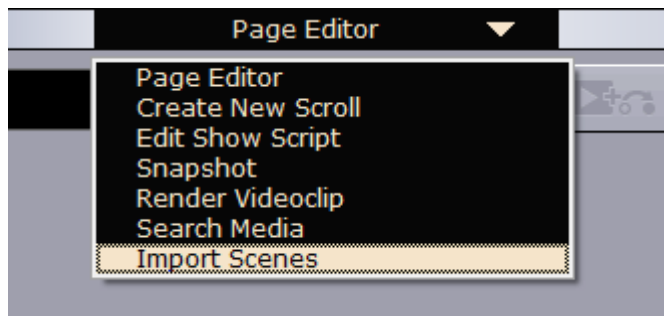 Page Editor
Page Editor
Create New Scroll
Edit Show Script
Snapshot
Render Videoclip
Search Media
Import Scenes